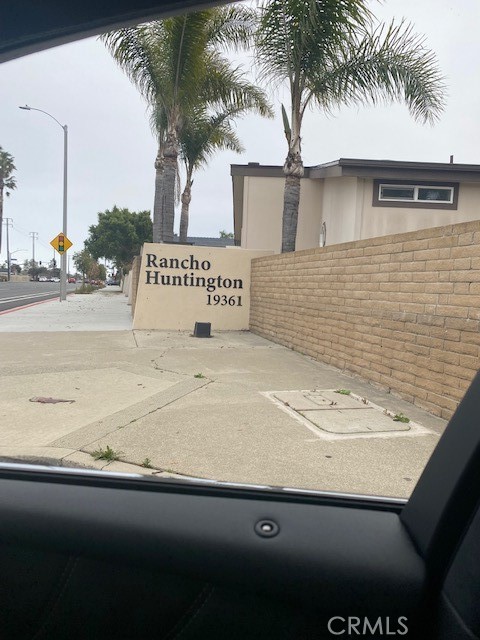 Rancho
Huntington
19361
CRMLS